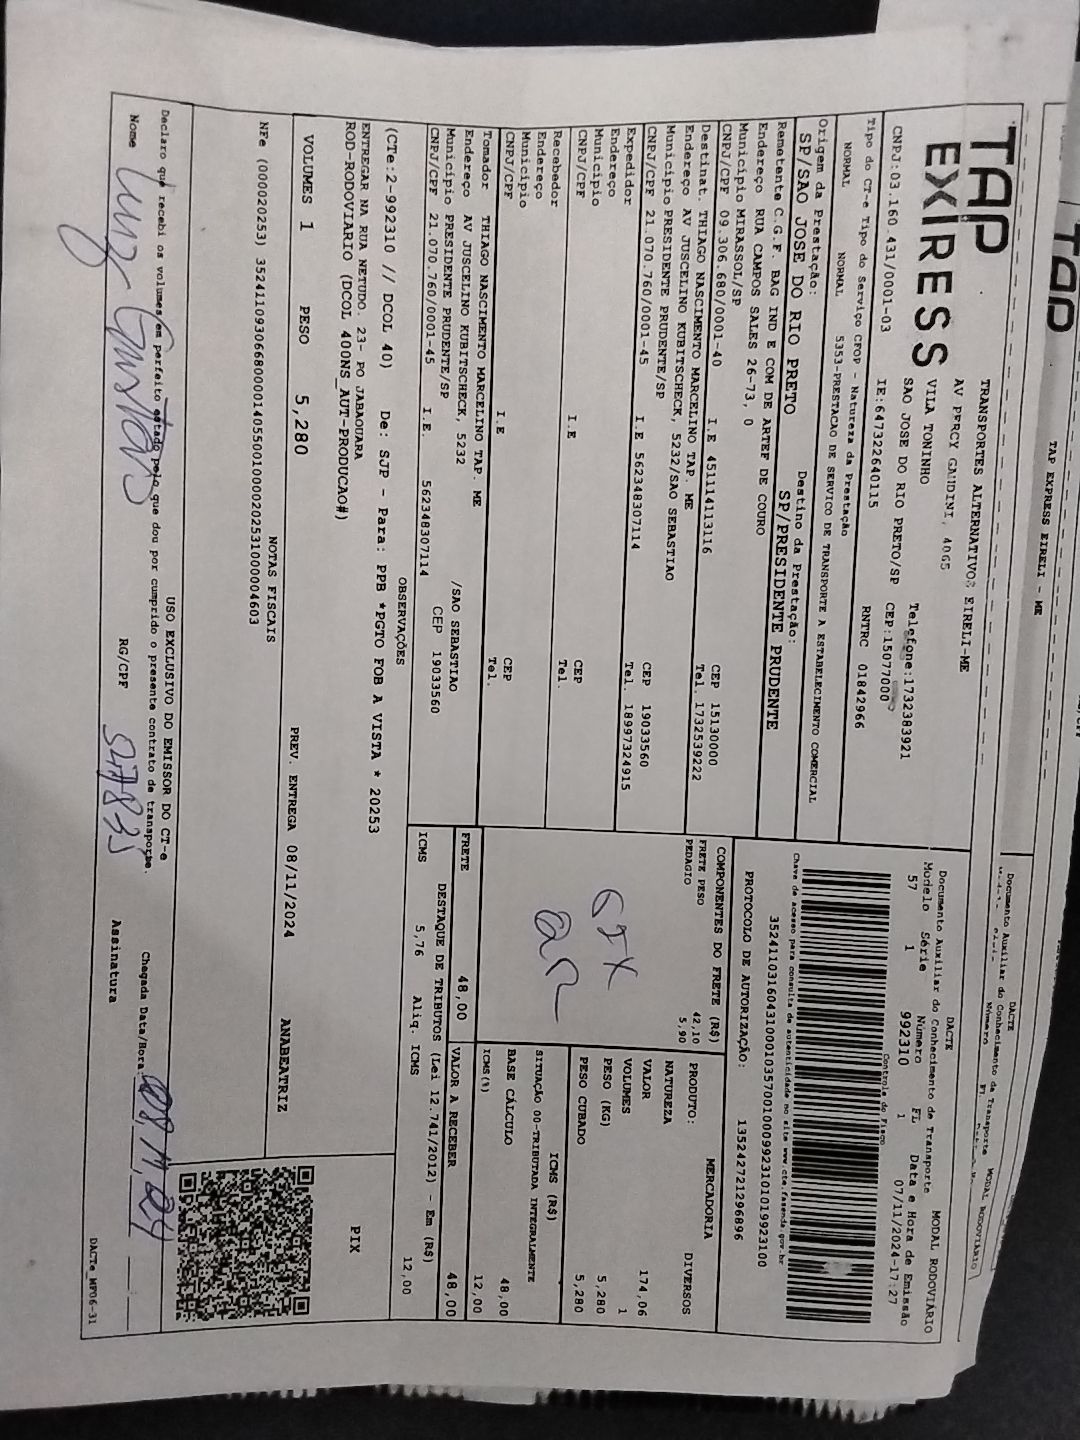 TAP EXPRESS EIRELI - ME
TAP
EXPRESS
TRANSPORTES ALTERNATIVOS EIRELI-ME
AV PERCY GANDINI, 4065
VILA TONINHO
Telefone:1732383921
SAO JOSE DO RIO PRETO/SP
CEP:15077000
CNPJ:03.160.431/0001-03
IE:647322640115
RNTRC 01842966
Tipo do CT-e Tipo do Serviço CFOP - Natureza da Prestação
NORMAL NORMAL 5353-PRESTACAO DE SERVICO DE TRANSPORTE A ESTABELECIMENTO COMERCIAL
Origem da Prestação: Destino da Prestação:
SP/SAO JOSE DO RIO PRETO SP/PRESIDENTE PRUDENTE
Remetente C.G.F. BAG IND E COM DE ARTEF DE COURO
Endereço RUA CAMPOS SALES 26-73, 0
Município MIRASSOL/SP CEP 15130000
CNPJ/CPF 09.306.680/0001-40 I.E 451114113116 Tel. 1732539222
Destinat. THIAGO NASCIMENTO MARCELINO TAP. ME
Endereço AV JUSCELINO KUBITSCHECK, 5232/SAO SEBASTIAO
Município PRESIDENTE PRUDENTE/SP CEP 19033560
CNPJ/CPF 21.070.760/0001-45 I.E 562348307114 Tel. 18997324915
Expedidor
Endereço
Município CEP
CNPJ/CPF I.E Tel.
Recebedor
Endereço
Município CEP
CNPJ/CPF I.E Tel.
Tomador THIAGO NASCIMENTO MARCELINO TAP. ME
Endereço AV JUSCELINO KUBITSCHECK, 5232 /SAO SEBASTIAO
Município PRESIDENTE PRUDENTE/SP CEP 19033560
CNPJ/CPF 21.070.760/0001-45 I.E. 562348307114
DACTE
Documento Auxiliar do Conhecimento de Transporte MODAL RODOVIÁRIO
Modelo Série Número FL Data e Hora de Emissão
57 1 992310 1 07/11/2024-17:27
Controle do Fisco
Chave de acesso para consulta de autenticidade no site www.cte.fazenda.gov.br
PROTOCOLO DE AUTORIZAÇÃO: 135242721296896
COMPONENTES DO FRETE (R$)
FRETE PESO 42,10
PEDAGIO 5,90
PRODUTO: MERCADORIA DIVERSOS
NATUREZA
VALOR 174,06
VOLUMES 1
PESO (KG) 5,280
PESO CUBADO 5,280
ICMS (R$)
SITUAÇÃO 00-TRIBUTADA INTEGRALMENTE
BASE CÁLCULO 48,00
ICMS(%) 12,00
FRETE 48,00 VALOR A RECEBER 48,00
DESTAQUE DE TRIBUTOS (Lei 12.741/2012) - Em (R$)
ICMS 5,76 Aliq. ICMS 12,00
OBSERVAÇÕES
(CTe:2-992310 // DCOL 40) De: SJP - Para: PPB *PGTO FOB A VISTA * 20253
ENTREGAR NA RUA NETUDO. 23- PQ JABAQUARA
ROD-RODOVIARIO (DCOL 400NS_AUT-PRODUCAO#)
VOLUMES 1 PESO 5,280 PREV. ENTREGA 08/11/2024 ANABEATRIZ
PIX
NOTAS FISCAIS
USO EXCLUSIVO DO EMISSOR DO CT-e
Declaro que recebi os volumes em perfeito estado pelo que dou por cumprido o presente contrato de transporte.
Nome RG/CPF Assinatura
Chegada Data/Hora 08,11,24
DACTe_MP06-31